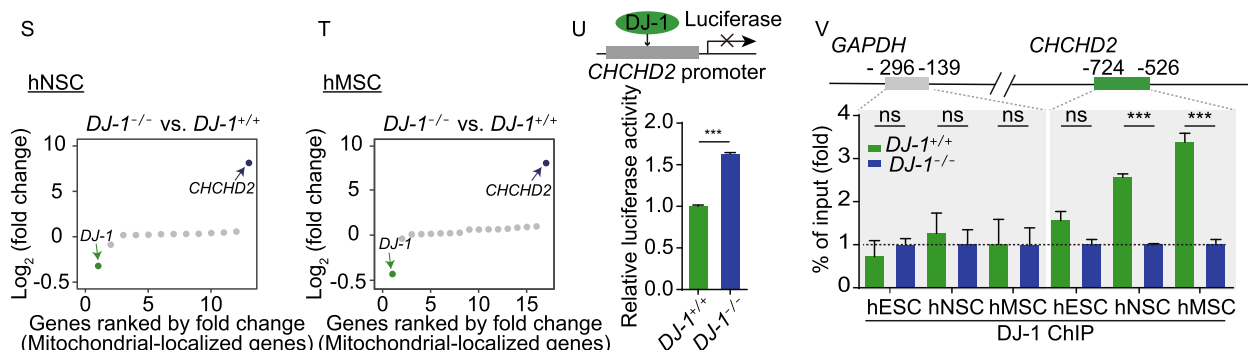 S
hNSC
DJ-1⁻/⁻ vs. DJ-1⁺/⁺
Log₂ (fold change)
10
5
0
-0.5
CHCHD2
DJ-1
0
5
10
Genes ranked by fold change
(Mitochondrial-localized genes)
T
hMSC
DJ-1⁻/⁻ vs. DJ-1⁺/⁺
Log₂ (fold change)
10
5
0
-0.5
CHCHD2
DJ-1
0
5
10
15
Genes ranked by fold change
(Mitochondrial-localized genes)
U
DJ-1
Luciferase
CHCHD2 promoter
Relative luciferase activity
2.0
1.5
1.0
0.5
0.0
***
DJ-1⁺/⁺
DJ-1⁻/⁻
V
GAPDH
CHCHD2
- 296 -139
-724 -526
% of input (fold)
4
3
2
1
0
ns ns ns ns *** ***
DJ-1⁺/⁺
DJ-1⁻/⁻
hESC hNSC hMSC hESC hNSC hMSC
DJ-1 ChIP